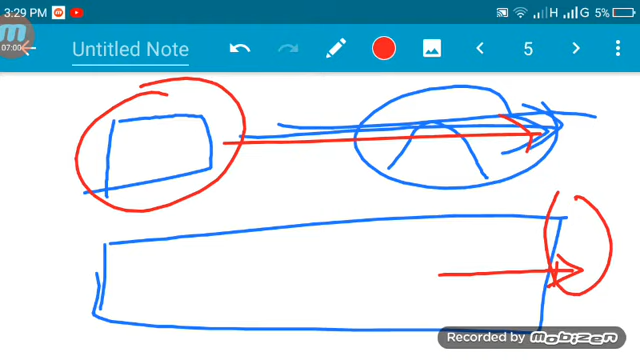 3:29 PM H G 5%
m
07:00
Untitled Note 5
Recorded by mobizen